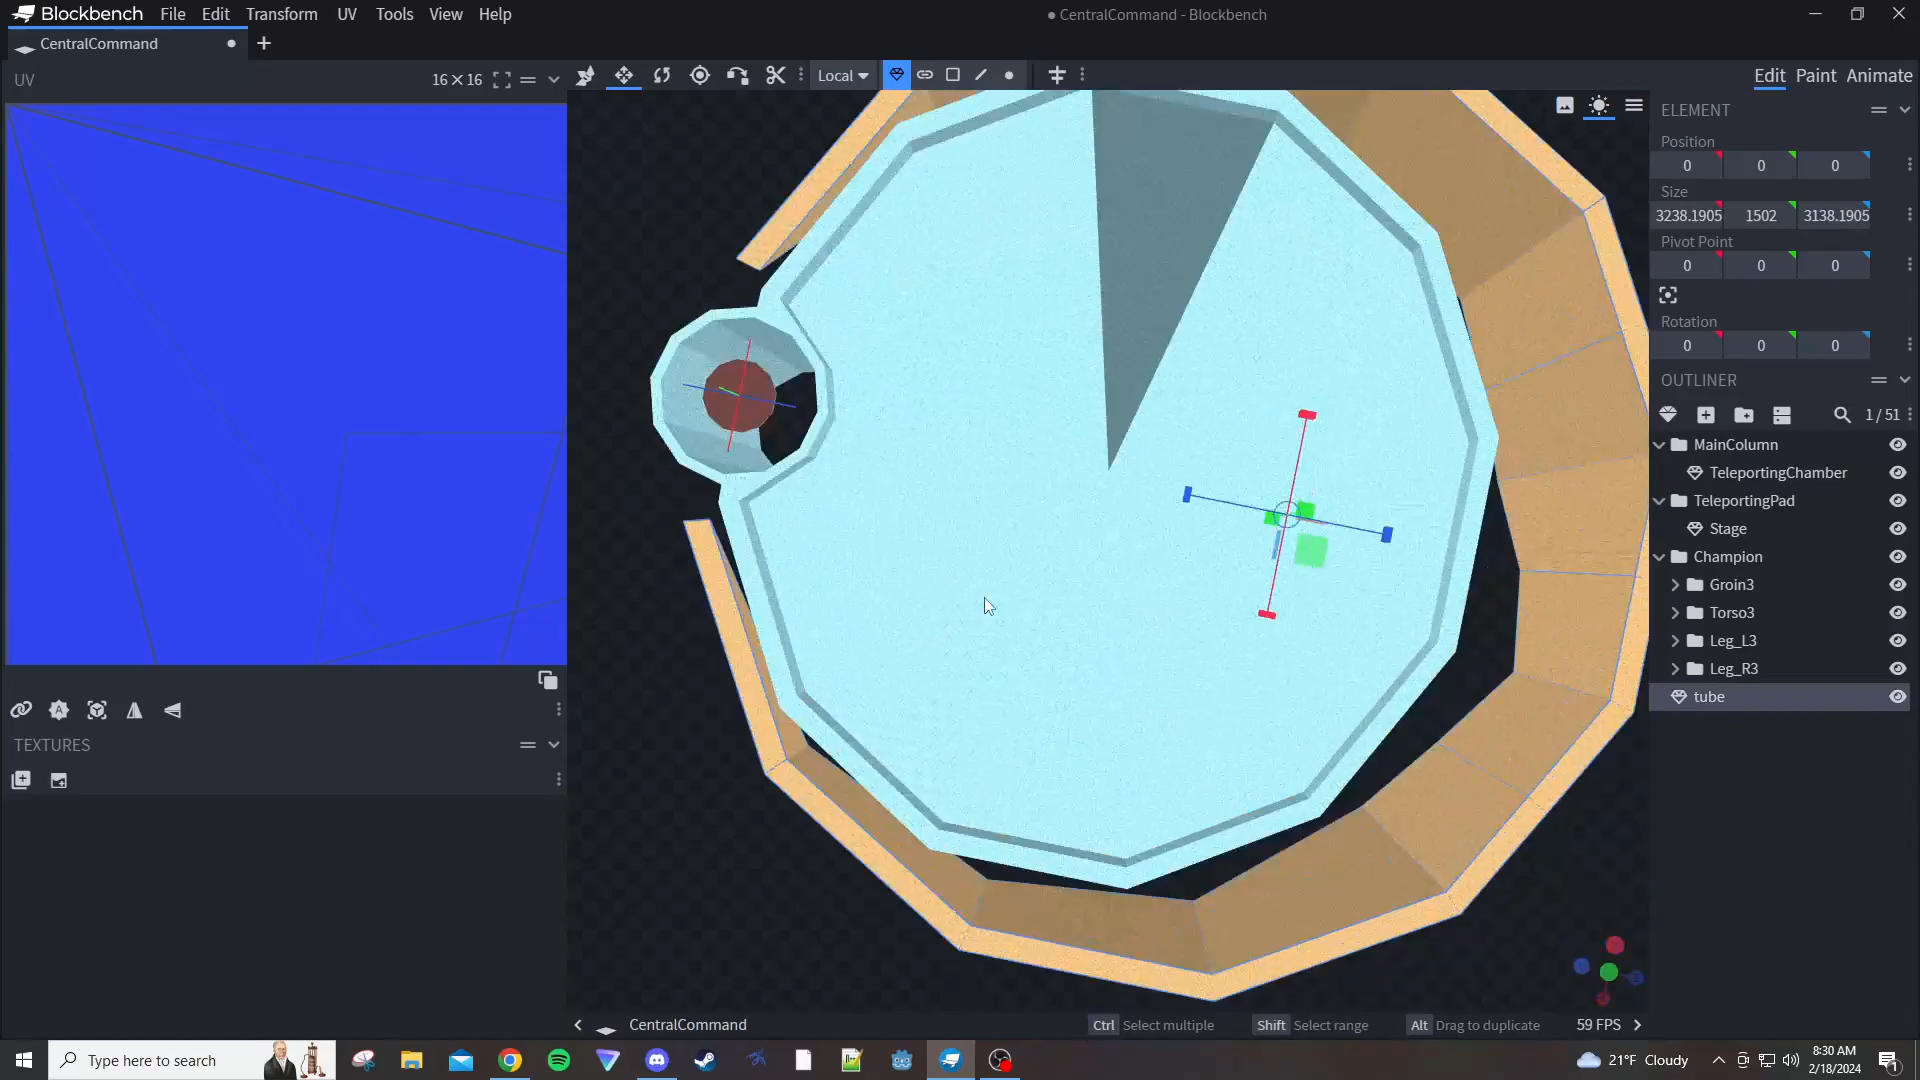 Blockbench File Edit Transform UV Tools View Help
CentralCommand - Blockbench
CentralCommand
UV
16×16
Local
Edit Paint Animate
ELEMENT
Position
0 0 0
Size
3238.1905 1502 3138.1905
Pivot Point
0 0 0
Rotation
0 0 0
OUTLINER
1 / 51
MainColumn
TeleportingChamber
TeleportingPad
Stage
Champion
Groin3
Torso3
Leg_L3
Leg_R3
tube
TEXTURES
CentralCommand
Ctrl Select multiple Shift Select range Alt Drag to duplicate 59 FPS
Type here to search
21°F Cloudy
8:30 AM
2/18/2024
1